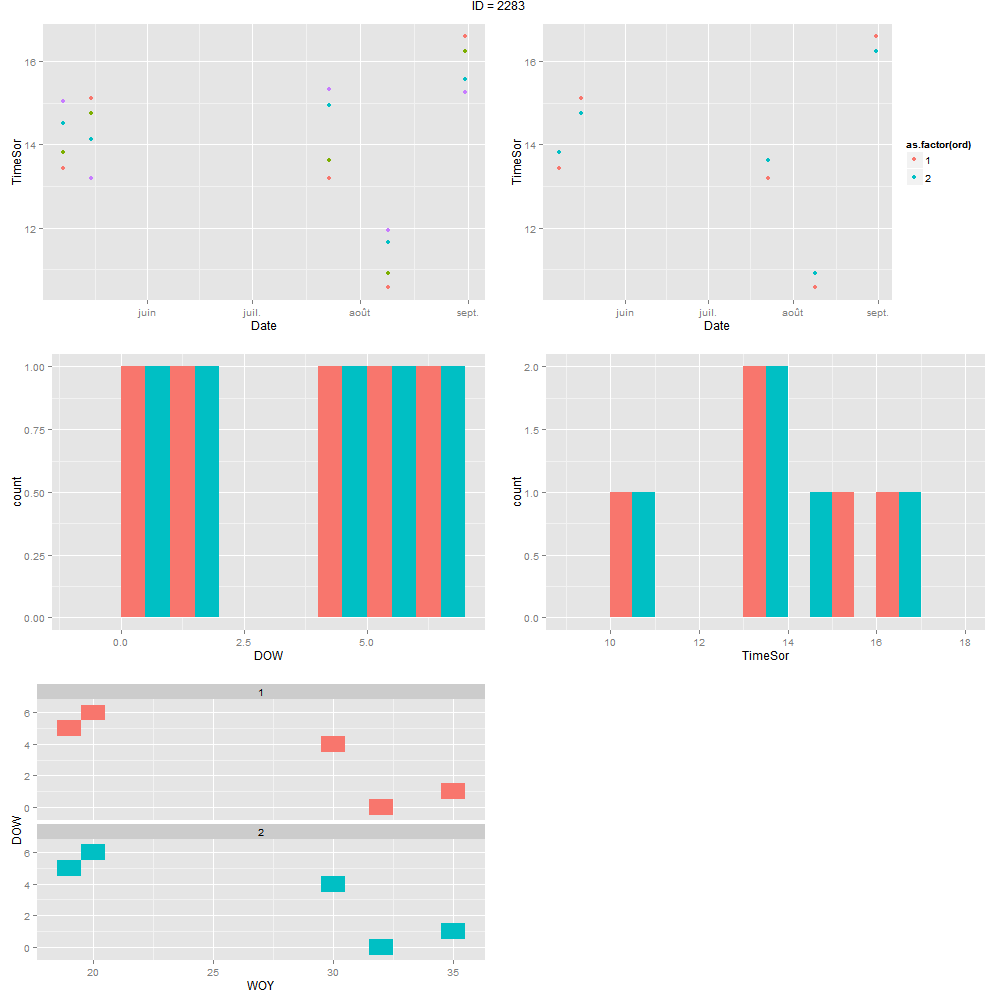 ID = 2283
16
14
12
TimeSor
juin
juil.
août
sept.
Date
16
14
12
TimeSor
juin
juil.
août
sept.
Date
as.factor(ord)
1
2
1.00
0.75
0.50
0.25
0.00
count
0.0
2.5
5.0
DOW
2.0
1.5
1.0
0.5
0.0
count
10
12
14
16
18
TimeSor
1
6
4
2
0
DOW
2
6
4
2
0
20
25
30
35
WOY